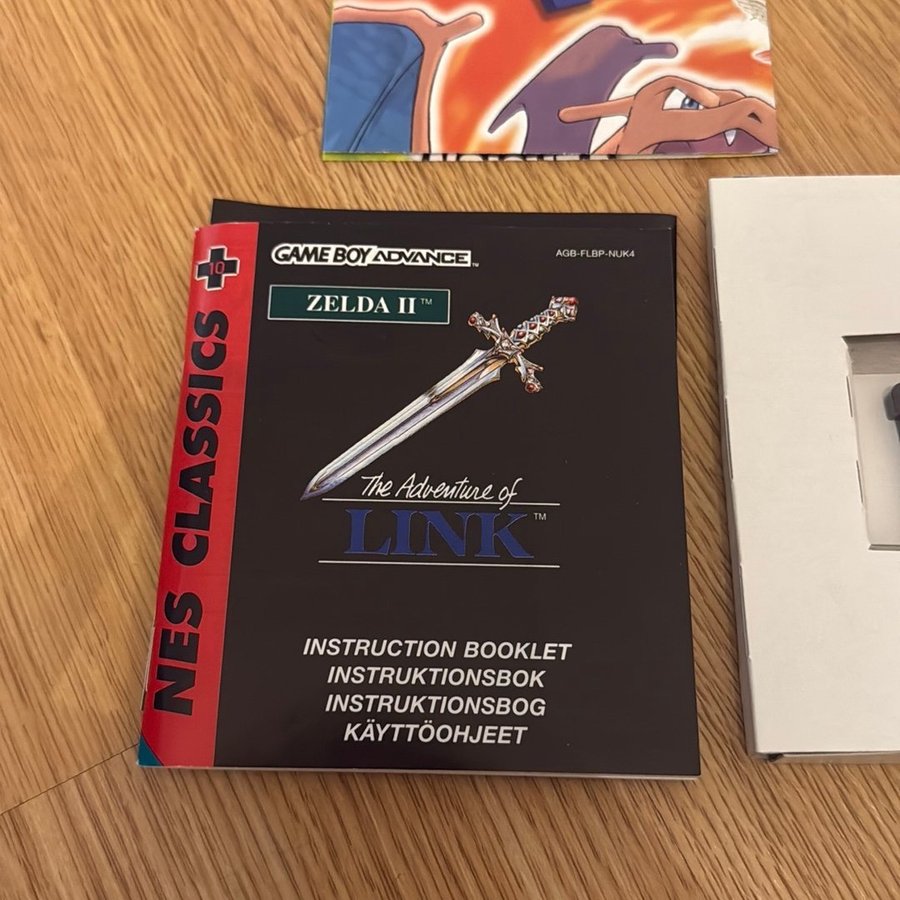 GAME BOY ADVANCE™
AGB-FLBP-NUK4
10
NES CLASSICS
ZELDA II™
The Adventure of
LINK™
INSTRUCTION BOOKLET
INSTRUKTIONSBOK
INSTRUKTIONSBOG
KÄYTTÖOHJEET